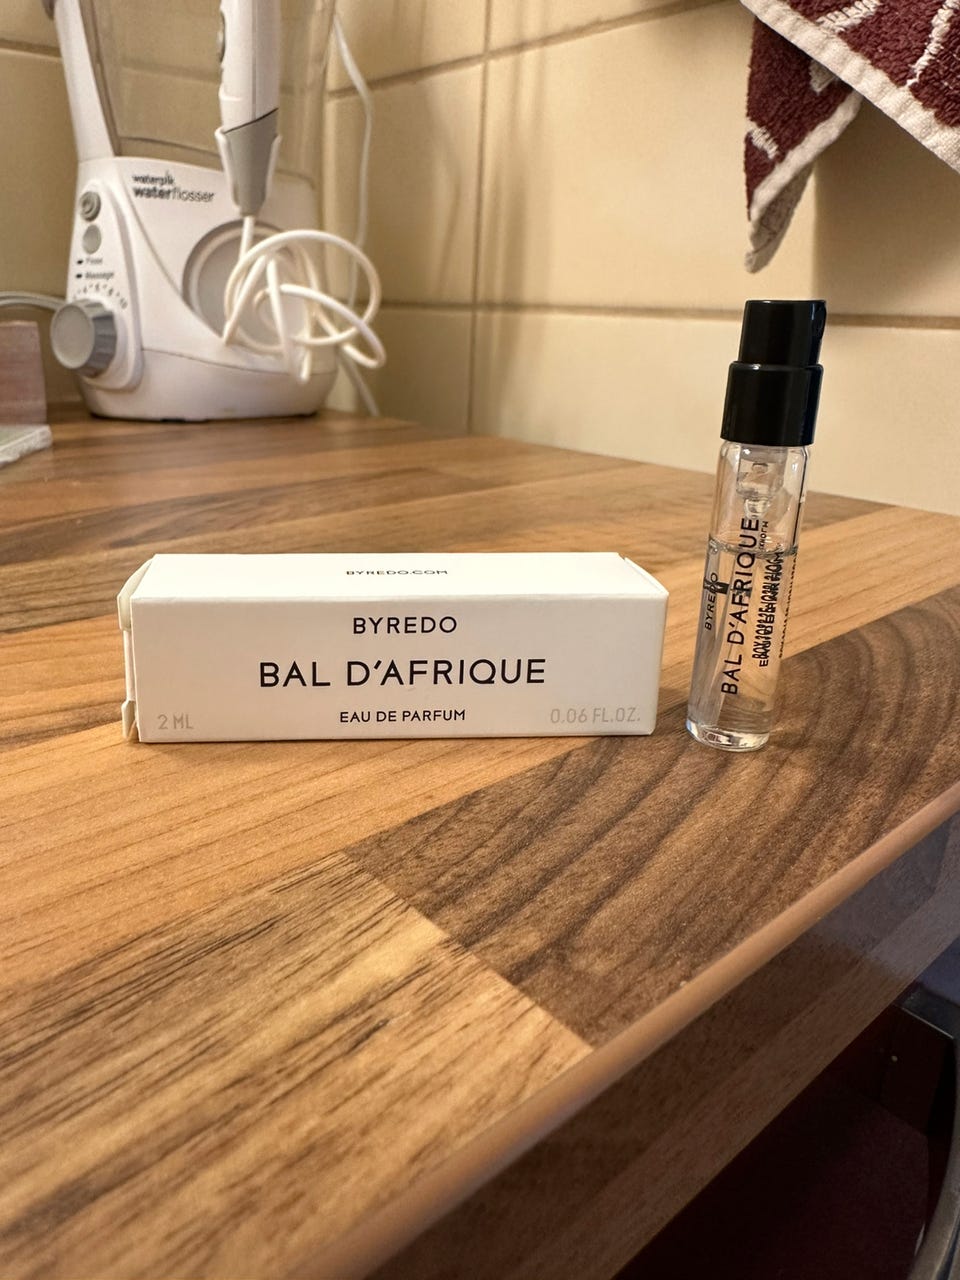 waterpik
waterflosser
Massage
BYREDO.COM
BYREDO
BAL D'AFRIQUE
2 ML
EAU DE PARFUM
0.06 FL.OZ.
BYREDO
BAL D'AFRIQUE